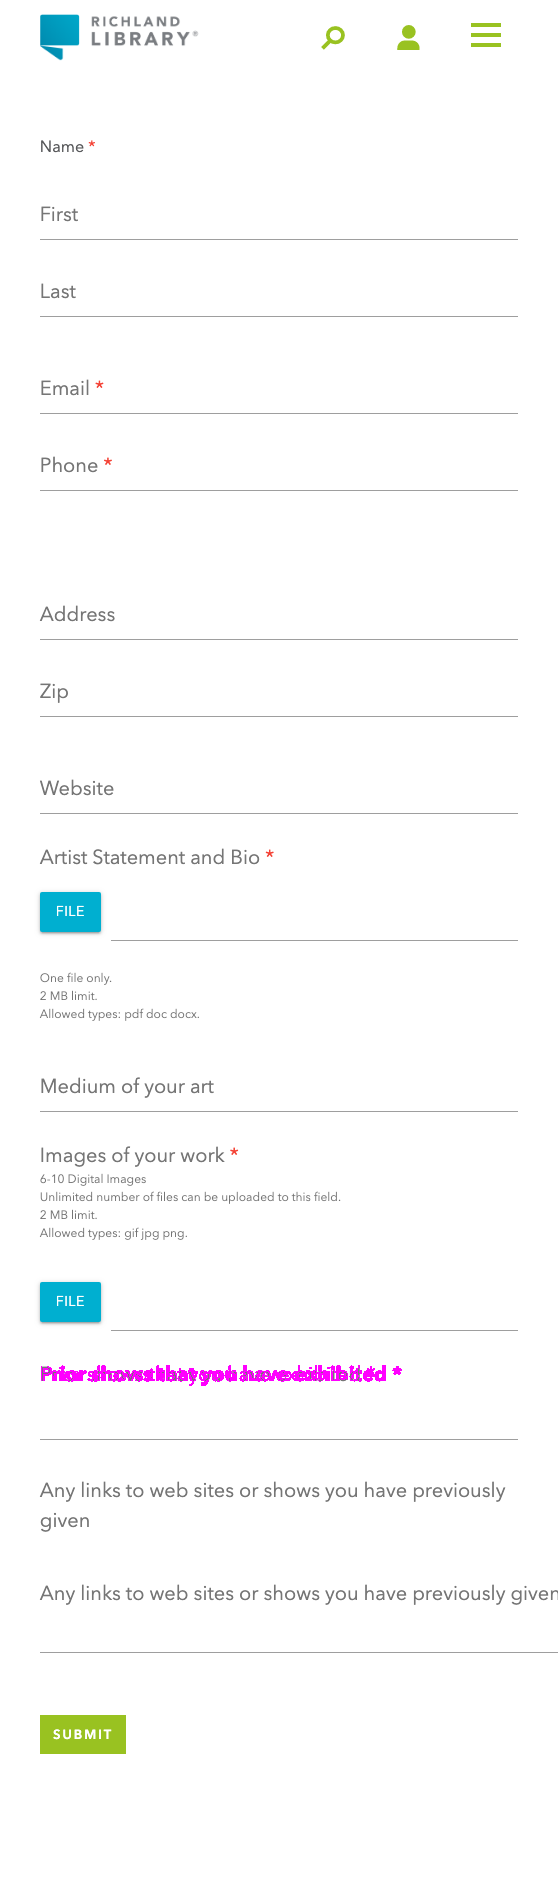 RICHLAND
LIBRARY®
Name *
First
Last
Email *
Phone *
Address
Zip
Website
Artist Statement and Bio *
FILE
One file only.
2 MB limit.
Allowed types: pdf doc docx.
Medium of your art
Images of your work *
6-10 Digital Images
Unlimited number of files can be uploaded to this field.
2 MB limit.
Allowed types: gif jpg png.
FILE
Prior shows that you have exhibited *
Any links to web sites or shows you have previously
given
Any links to web sites or shows you have previously given
SUBMIT